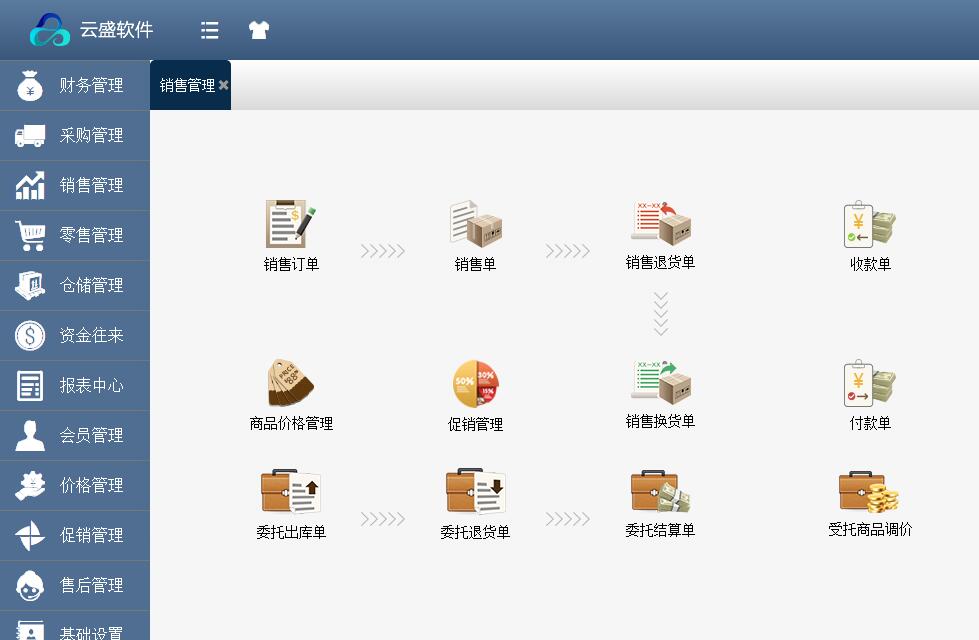 云盛软件
财务管理
采购管理
销售管理
零售管理
仓储管理
资金往来
报表中心
会员管理
价格管理
促销管理
售后管理
基础设置
销售管理
销售订单
销售单
销售退货单
收款单
商品价格管理
促销管理
销售换货单
付款单
委托出库单
委托退货单
委托结算单
受托商品调价